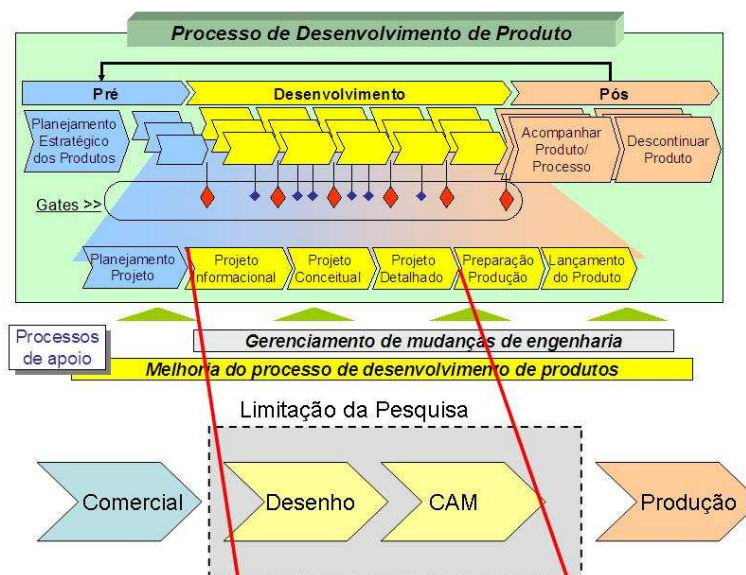 Processo de Desenvolvimento de Produto
Pré
Desenvolvimento
Pós
Planejamento
Estratégico
dos Produtos
Acompanhar
Produto/
Processo
Descontinuar
Produto
Gates >>
Planejamento
Projeto
Projeto
Informacional
Projeto
Conceitual
Projeto
Detalhado
Preparação
Produção
Lançamento
do Produto
Processos
de apoio
Gerenciamento de mudanças de engenharia
Melhoria do processo de desenvolvimento de produtos
Limitação da Pesquisa
Comercial
Desenho
CAM
Produção